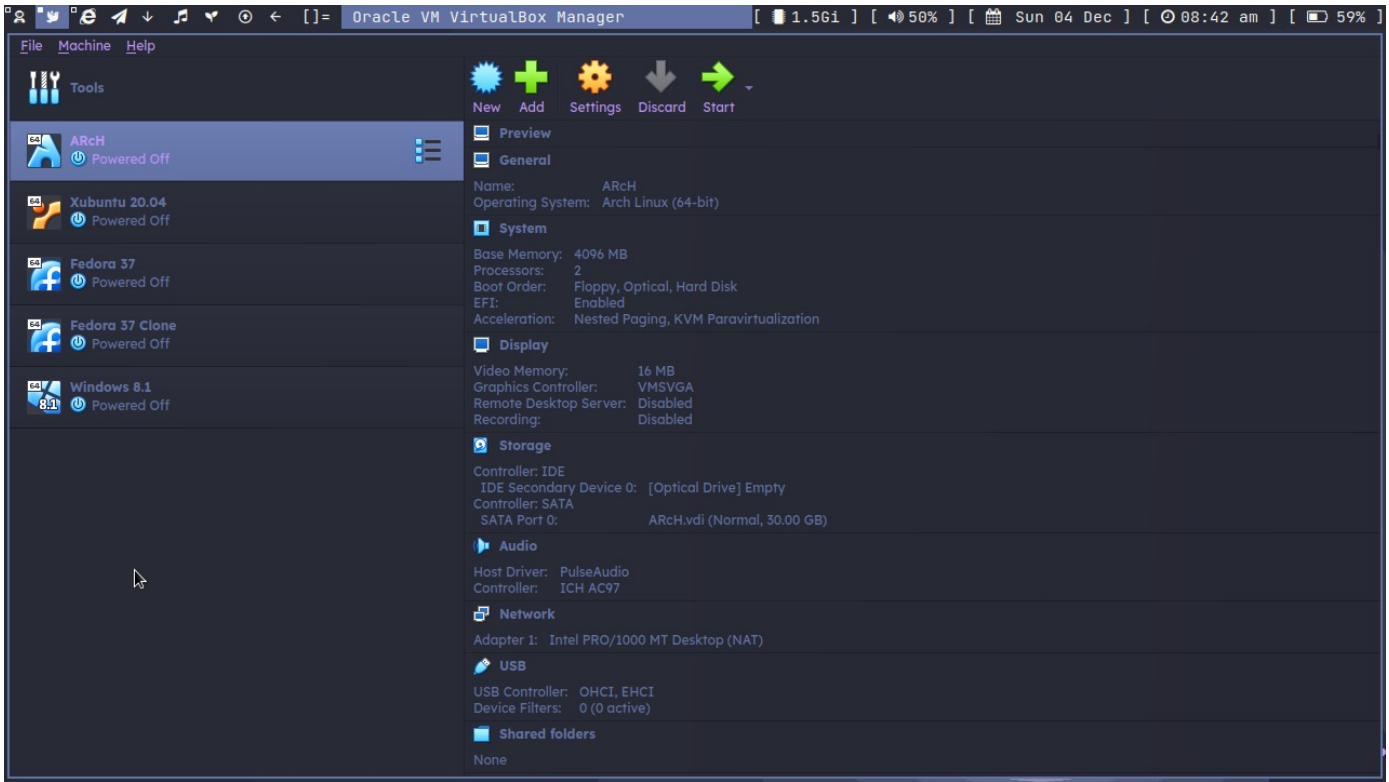 []= Oracle VM VirtualBox Manager [ 1.5Gi ] [ 50% ] [ Sun 04 Dec ] [ 08:42 am ] [ 59% ]
File Machine Help
Tools
New Add Settings Discard Start
64 ARcH
Powered Off
64 Xubuntu 20.04
Powered Off
64 Fedora 37
Powered Off
64 Fedora 37 Clone
Powered Off
64 8.1 Windows 8.1
Powered Off
Preview
General
Name: ARcH
Operating System: Arch Linux (64-bit)
System
Base Memory: 4096 MB
Processors: 2
Boot Order: Floppy, Optical, Hard Disk
EFI: Enabled
Acceleration: Nested Paging, KVM Paravirtualization
Display
Video Memory: 16 MB
Graphics Controller: VMSVGA
Remote Desktop Server: Disabled
Recording: Disabled
Storage
Controller: IDE
IDE Secondary Device 0: [Optical Drive] Empty
Controller: SATA
SATA Port 0: ARcH.vdi (Normal, 30.00 GB)
Audio
Host Driver: PulseAudio
Controller: ICH AC97
Network
Adapter 1: Intel PRO/1000 MT Desktop (NAT)
USB
USB Controller: OHCI, EHCI
Device Filters: 0 (0 active)
Shared folders
None